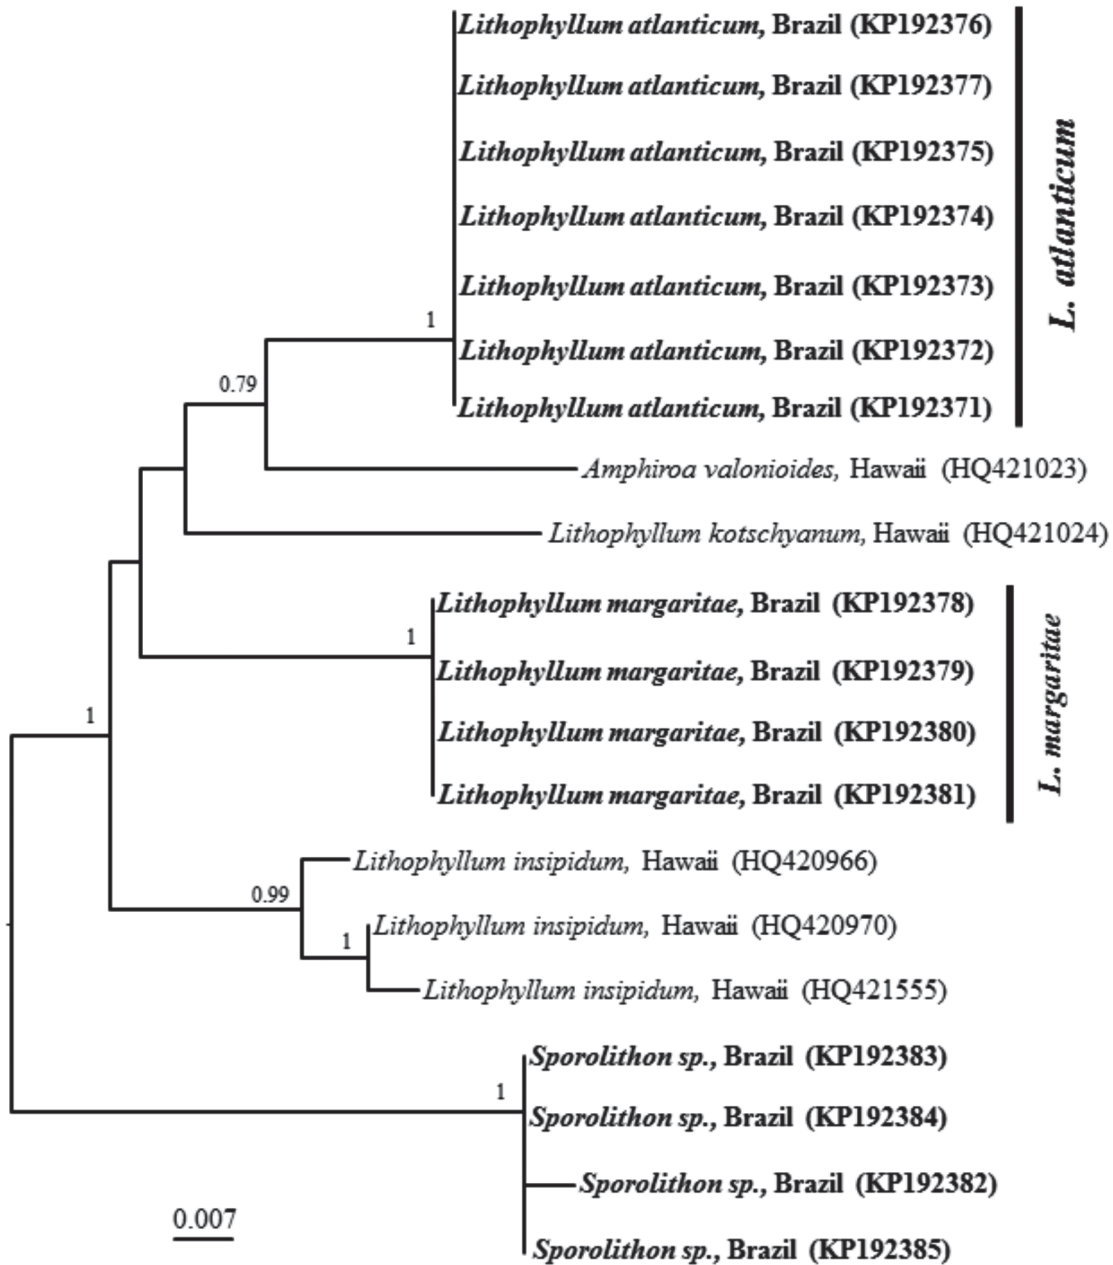 Lithophyllum atlanticum, Brazil (KP192376)
Lithophyllum atlanticum, Brazil (KP192377)
Lithophyllum atlanticum, Brazil (KP192375)
Lithophyllum atlanticum, Brazil (KP192374)
Lithophyllum atlanticum, Brazil (KP192373)
1
Lithophyllum atlanticum, Brazil (KP192372)
0.79
Lithophyllum atlanticum, Brazil (KP192371)
L. atlanticum
Amphiroa valonioides, Hawaii (HQ421023)
Lithophyllum kotschyanum, Hawaii (HQ421024)
Lithophyllum margaritae, Brazil (KP192378)
1
Lithophyllum margaritae, Brazil (KP192379)
1
Lithophyllum margaritae, Brazil (KP192380)
Lithophyllum margaritae, Brazil (KP192381)
L. margaritae
Lithophyllum insipidum, Hawaii (HQ420966)
0.99
Lithophyllum insipidum, Hawaii (HQ420970)
1
Lithophyllum insipidum, Hawaii (HQ421555)
Sporolithon sp., Brazil (KP192383)
1
Sporolithon sp., Brazil (KP192384)
Sporolithon sp., Brazil (KP192382)
0.007
Sporolithon sp., Brazil (KP192385)